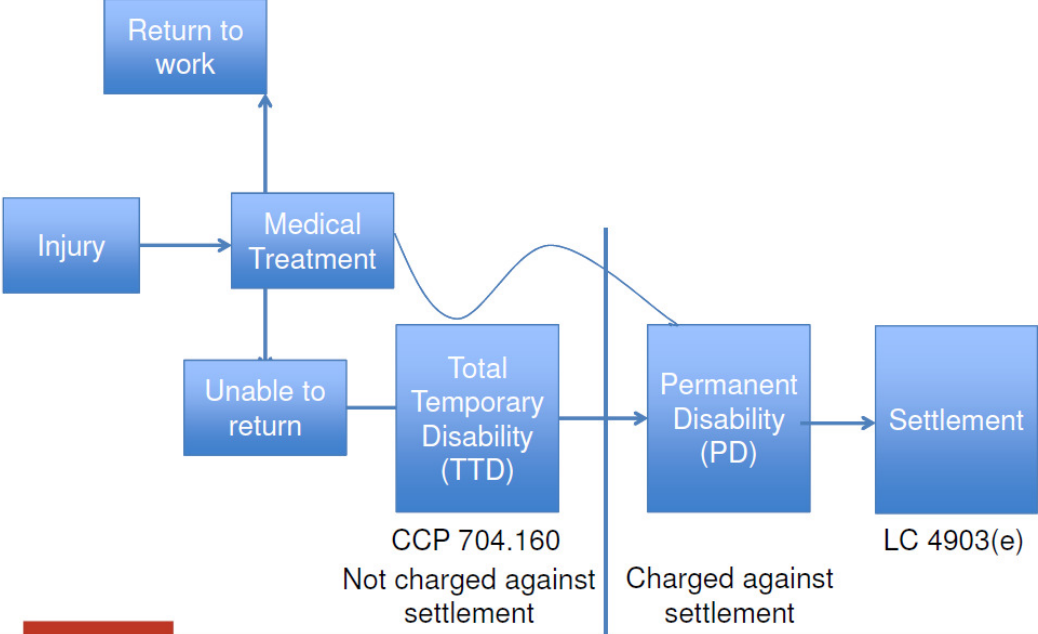 Return to
work
Injury
Medical
Treatment
Unable to
return
Total
Temporary
Disability
(TTD)
Permanent
Disability
(PD)
Settlement
CCP 704.160
LC 4903(e)
Not charged against
settlement
Charged against
settlement